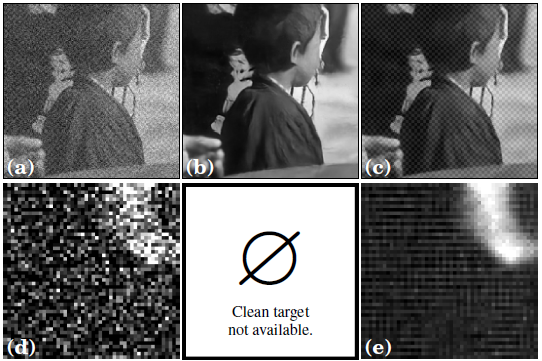 (a)
(b)
(c)
(d)
Clean target
not available.
(e)